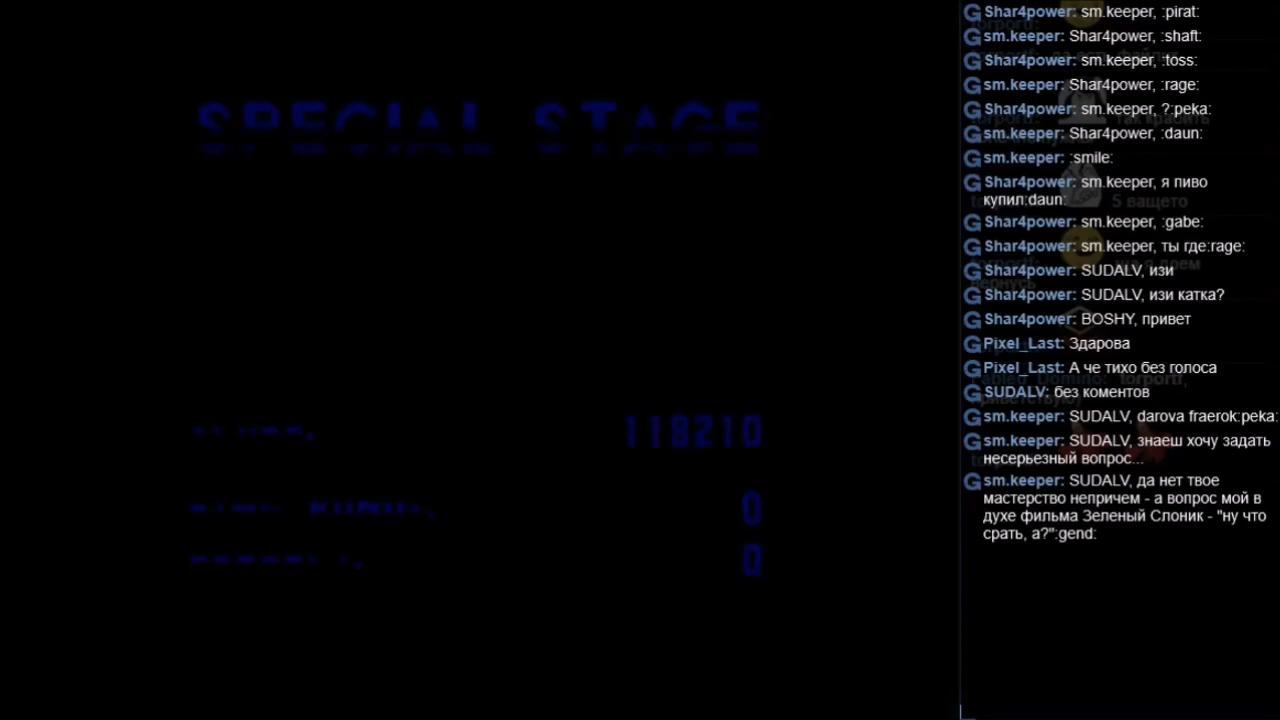 SPECIAL STAGE
118210
0
0
Shar4power: sm.keeper, :pirat:
sm.keeper: Shar4power, :shaft:
Shar4power: sm.keeper, :toss:
sm.keeper: Shar4power, :rage:
Shar4power: sm.keeper, ?:peka:
sm.keeper: Shar4power, :daun:
sm.keeper: :smile:
Shar4power: sm.keeper, я пиво
купил:daun:
Shar4power: sm.keeper, :gabe:
Shar4power: sm.keeper, ты где:rage:
Shar4power: SUDALV, изи
Shar4power: SUDALV, изи катка?
Shar4power: BOSHY, привет
Pixel_Last: Здарова
Pixel_Last: А че тихо без голоса
SUDALV: без коментов
sm.keeper: SUDALV, darova fraerok:peka:
sm.keeper: SUDALV, знаеш хочу задать
несерьезный вопрос...
sm.keeper: SUDALV, да нет твое
мастерство непричем - а вопрос мой в
духе фильма Зеленый Слоник - "ну что
срать, а?":gend: